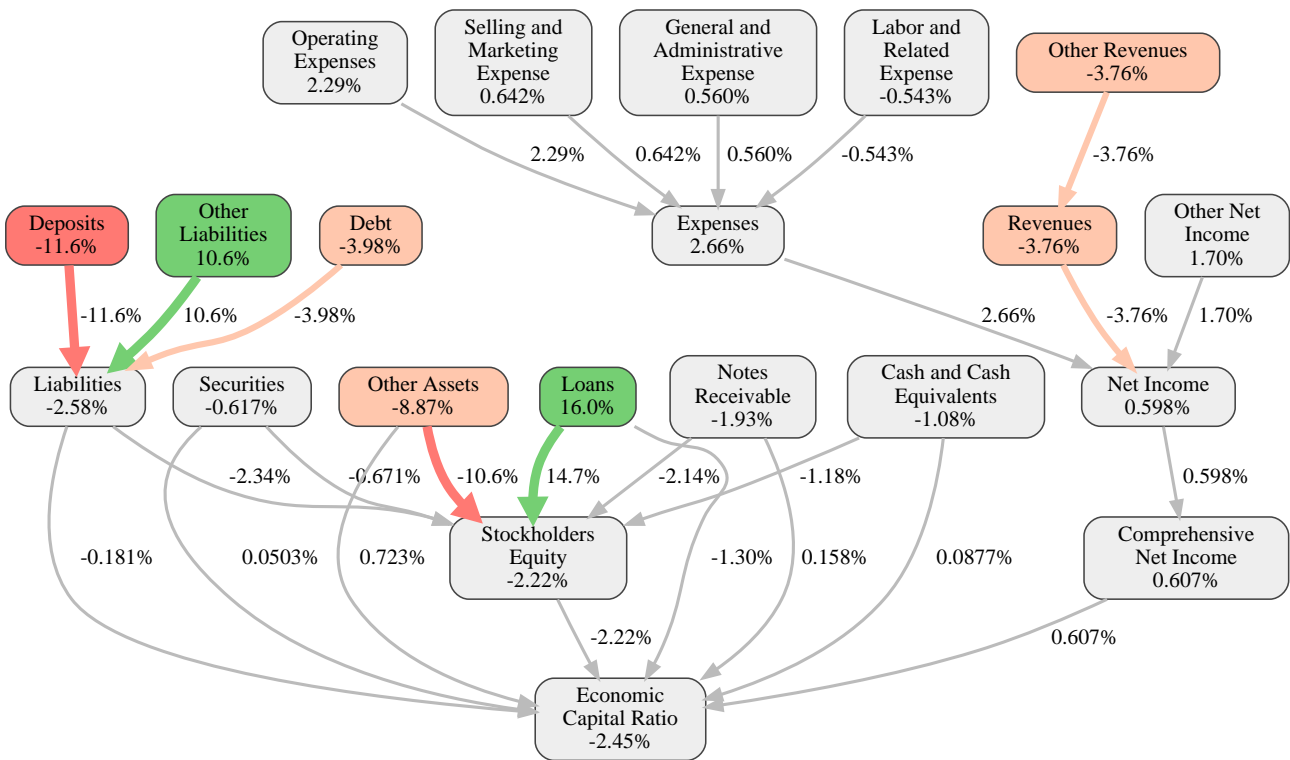 Operating
Expenses
2.29%
Selling and
Marketing
Expense
0.642%
General and
Administrative
Expense
0.560%
Labor and
Related
Expense
-0.543%
Other Revenues
-3.76%
2.29%
0.642%
0.560%
-0.543%
-3.76%
Deposits
-11.6%
Other
Liabilities
10.6%
Debt
-3.98%
Expenses
2.66%
Revenues
-3.76%
Other Net
Income
1.70%
-11.6%
10.6%
-3.98%
2.66%
-3.76%
1.70%
Liabilities
-2.58%
Securities
-0.617%
Other Assets
-8.87%
Loans
16.0%
Notes
Receivable
-1.93%
Cash and Cash
Equivalents
-1.08%
Net Income
0.598%
-2.34%
-0.671%
-10.6%
14.7%
-2.14%
-1.18%
0.598%
-0.181%
0.0503%
0.723%
Stockholders
Equity
-2.22%
-1.30%
0.158%
0.0877%
Comprehensive
Net Income
0.607%
-2.22%
0.607%
Economic
Capital Ratio
-2.45%